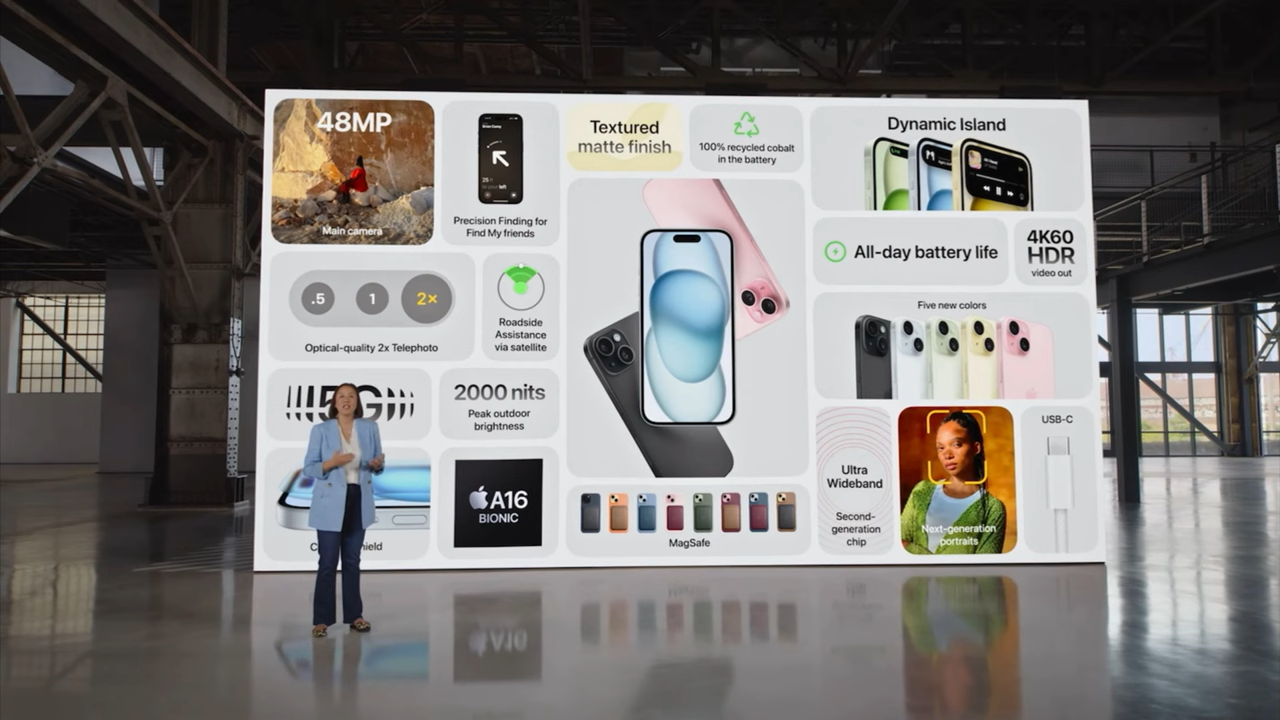 48MP
Main camera
Precision Finding for
Find My friends
Textured
matte finish
100% recycled cobalt
in the battery
Dynamic Island
All-day battery life
4K60
HDR
video out
.5
1
2×
Optical-quality 2x Telephoto
Roadside
Assistance
via satellite
Five new colors
5G
2000 nits
Peak outdoor
brightness
A16
BIONIC
MagSafe
Ultra
Wideband
Second-
generation
chip
Next-generation
portraits
USB-C